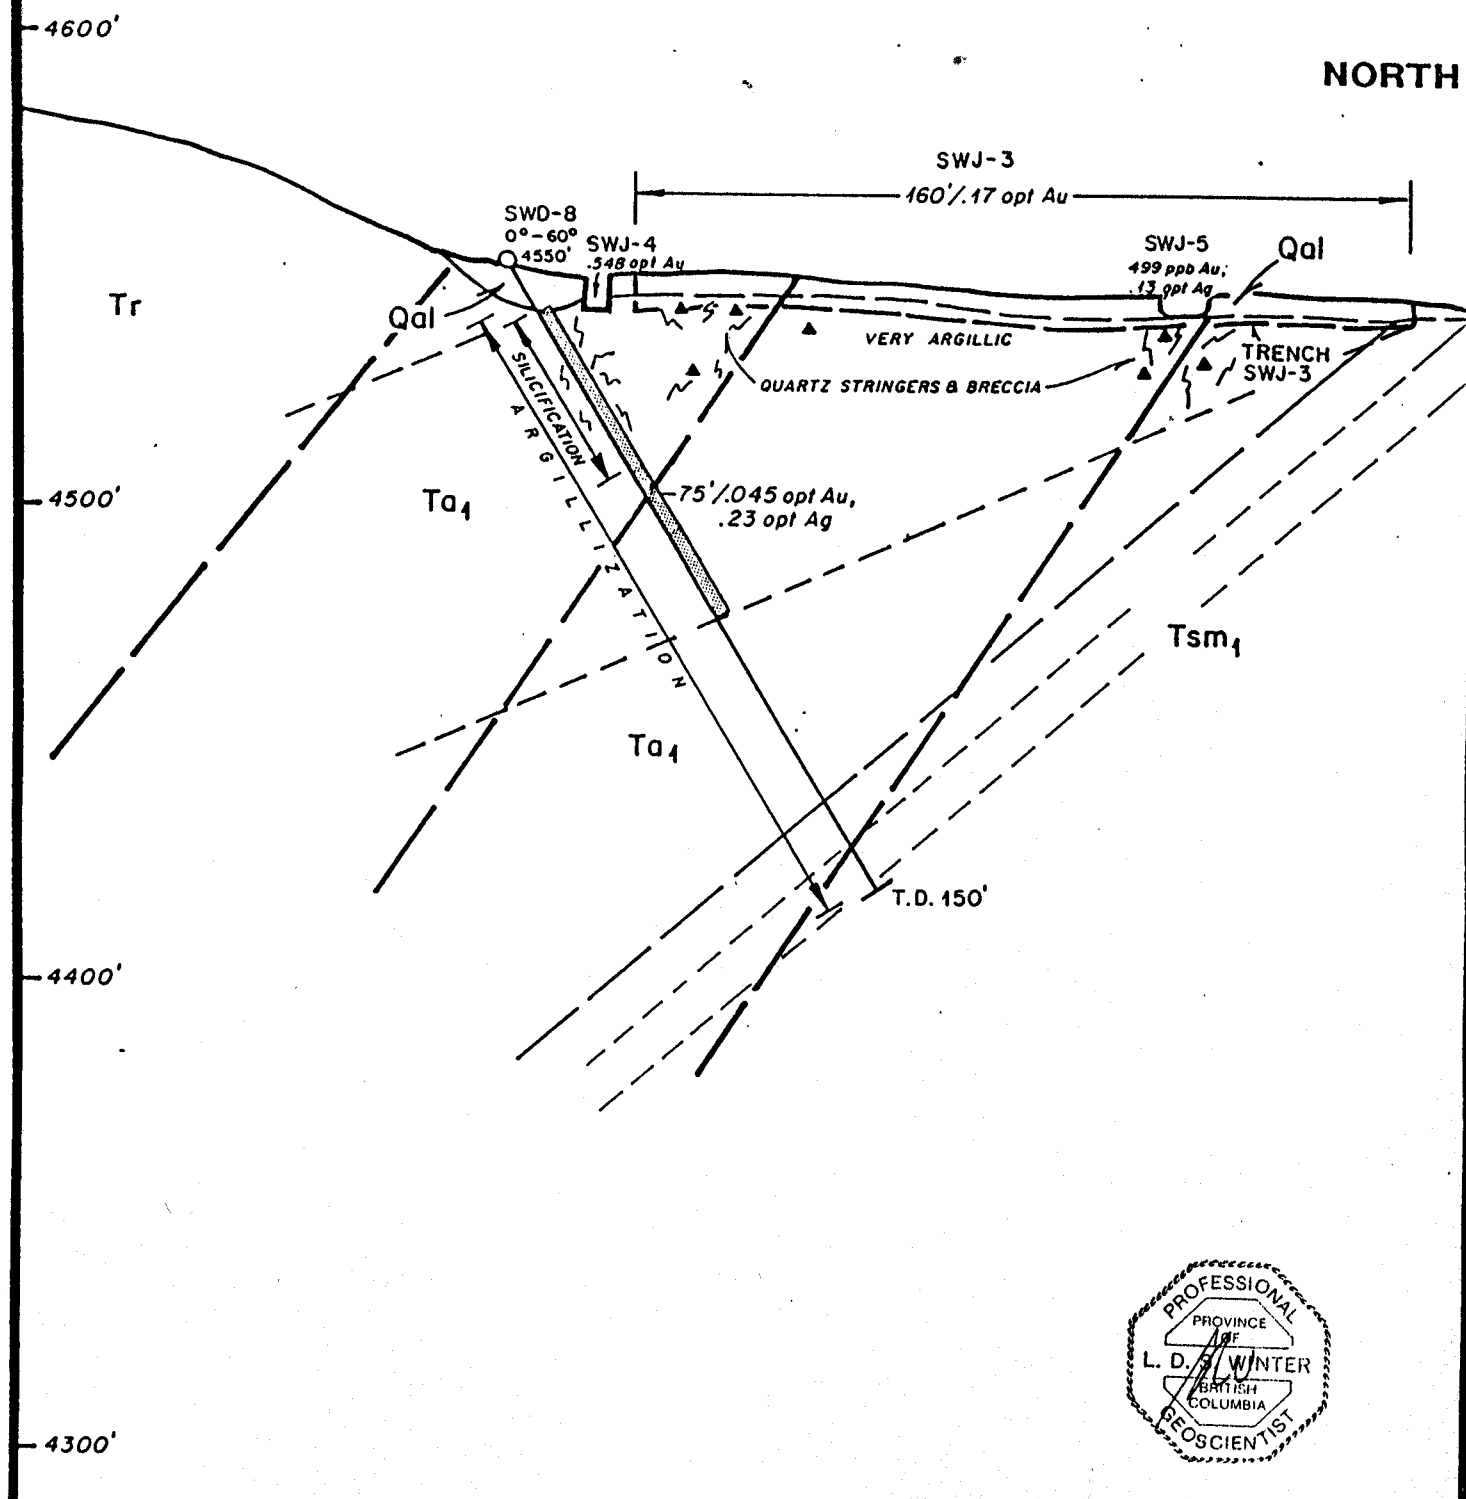 4600'
NORTH
SWJ-3
160'/.17 opt Au
SWD-8
0°-60°
4550'
SWJ-4
.548 opt Au
SWJ-5
499 ppb Au;
.13 opt Ag
Qal
Tr
Qal
VERY ARGILLIC
TRENCH
SWJ-3
QUARTZ STRINGERS & BRECCIA
SILICIFICATION
ARGILLIZATION
4500'
Ta1
75'/.045 opt Au,
.23 opt Ag
Tsm1
Ta1
T.D. 150'
4400'
PROFESSIONAL
PROVINCE
OF
L. D. S. WINTER
BRITISH
COLUMBIA
GEOSCIENTIST
4300'